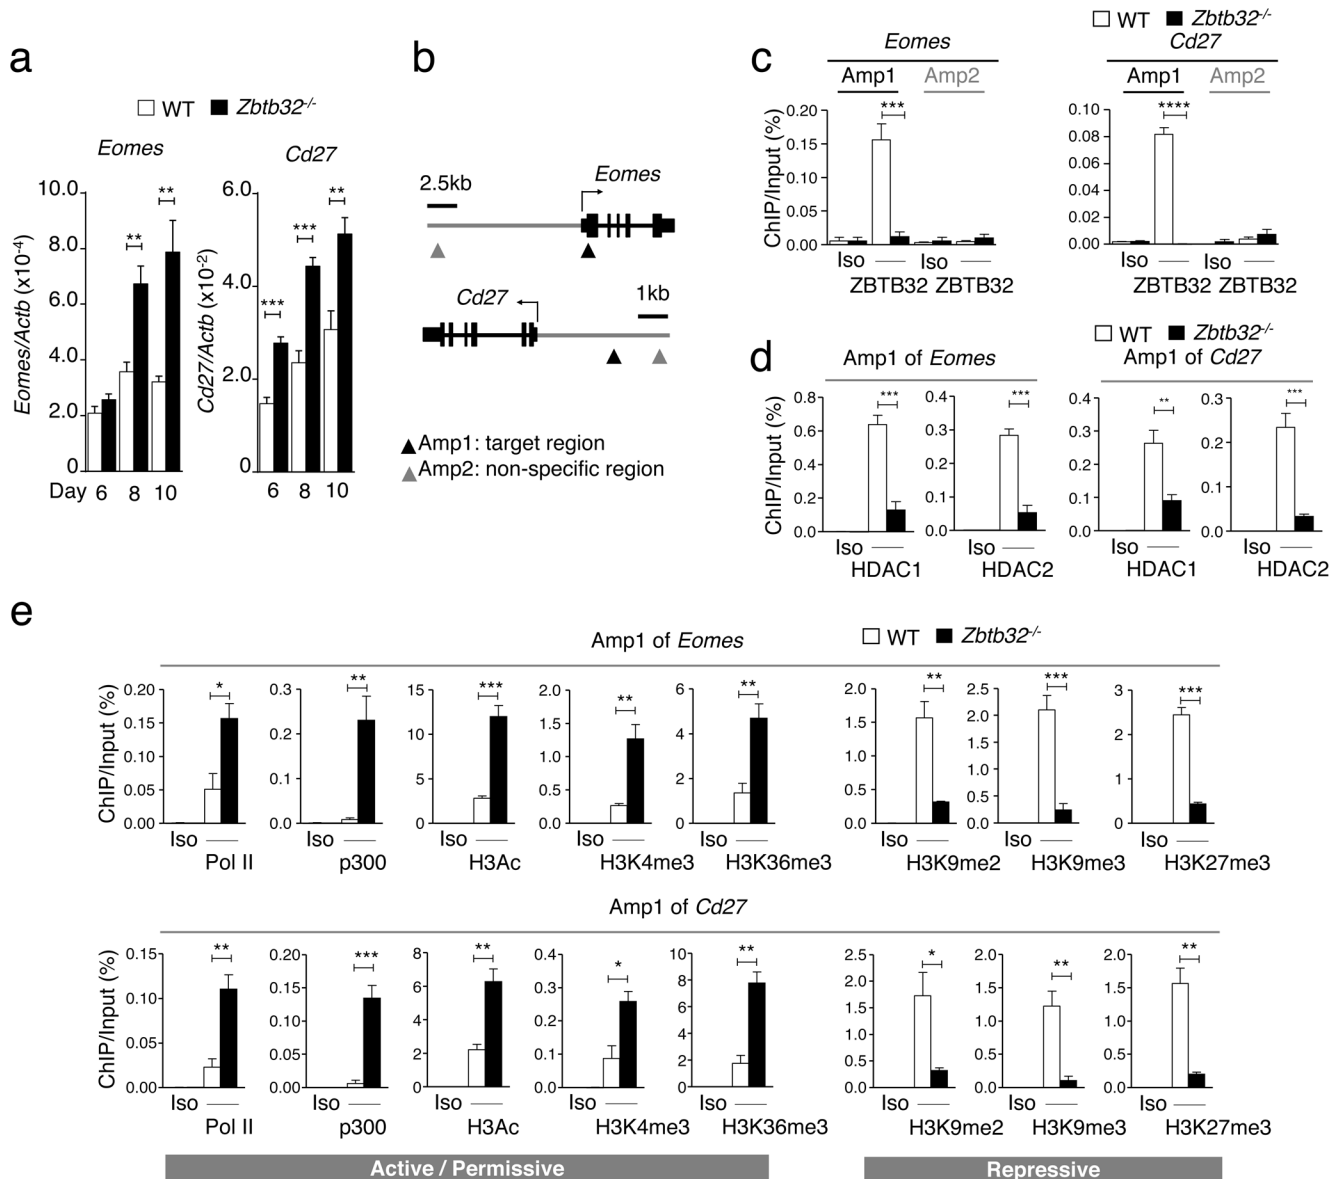 a
WT Zbtb32-/-
Eomes
Cd27
10.0
8.0
6.0
4.0
2.0
0
Eomes/Actb (x10-4)
**
**
Day 6 8 10
6.0
4.0
2.0
0
Cd27/Actb (x10-2)
***
***
**
6 8 10
b
2.5kb
Eomes
Cd27
1kb
Amp1: target region
Amp2: non-specific region
c
WT Zbtb32-/-
Eomes
Amp1 Amp2
ChIP/Input (%)
0.20
0.15
0.10
0.05
0.00
***
Iso Iso
ZBTB32 ZBTB32
Cd27
Amp1 Amp2
0.10
0.08
0.06
0.04
0.02
0.00
****
Iso Iso
ZBTB32 ZBTB32
d
WT Zbtb32-/-
Amp1 of Eomes
Amp1 of Cd27
ChIP/Input (%)
0.8
0.6
0.4
0.2
0.0
***
Iso
HDAC1
0.4
0.3
0.2
0.1
0.0
***
Iso
HDAC2
0.4
0.3
0.2
0.1
0.0
**
Iso
HDAC1
0.3
0.2
0.1
0.0
***
Iso
HDAC2
e
Amp1 of Eomes
WT Zbtb32-/-
ChIP/Input (%)
0.20
0.15
0.10
0.05
0.00
*
Iso
Pol II
0.3
0.2
0.1
0.0
**
Iso
p300
15
10
5
0
***
Iso
H3Ac
2.0
1.5
1.0
0.5
0.0
**
Iso
H3K4me3
6
4
2
0
**
Iso
H3K36me3
2.0
1.5
1.0
0.5
0.0
**
Iso
H3K9me2
2.5
2.0
1.5
1.0
0.5
0.0
***
Iso
H3K9me3
3
2
1
0
***
Iso
H3K27me3
Amp1 of Cd27
ChIP/Input (%)
0.15
0.10
0.05
0.00
**
Iso
Pol II
0.20
0.15
0.10
0.05
0.00
***
Iso
p300
8
6
4
2
0
**
Iso
H3Ac
0.4
0.3
0.2
0.1
0.0
*
Iso
H3K4me3
10
8
6
4
2
0
**
Iso
H3K36me3
2.5
2.0
1.5
1.0
0.5
0.0
*
Iso
H3K9me2
2.0
1.5
1.0
0.5
0.0
**
Iso
H3K9me3
2.0
1.5
1.0
0.5
0.0
**
Iso
H3K27me3
Active / Permissive
Repressive